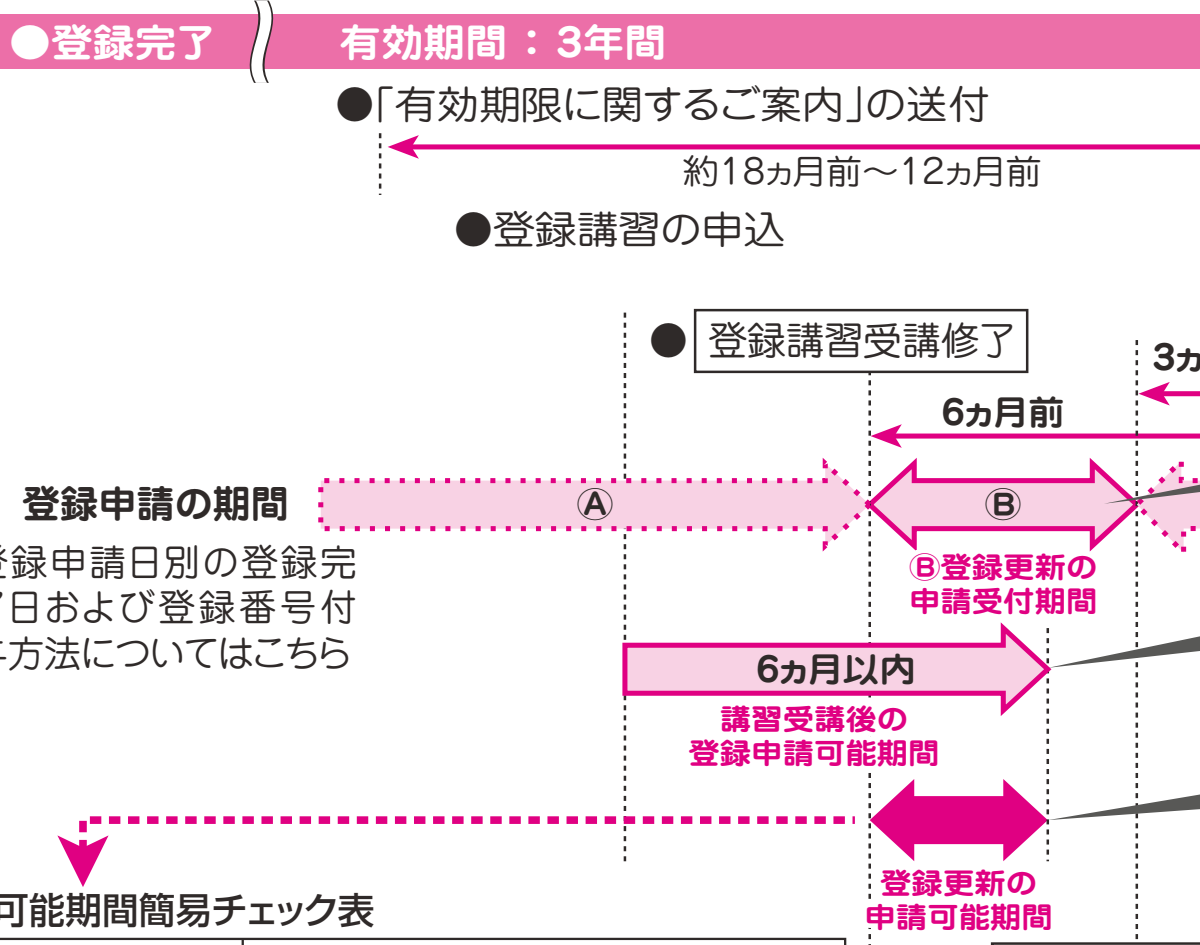 ●登録完了
有効期間：3年間
●「有効期限に関するご案内」の送付
約18ヵ月前～12ヵ月前
●登録講習の申込
●登録講習受講修了
3カ
6ヵ月前
登録申請の期間
Ⓐ
Ⓑ
登録申請日別の登録完
了日および登録番号付
与方法についてはこちら
Ⓑ登録更新の
申請受付期間
6ヵ月以内
講習受講後の
登録申請可能期間
登録更新の
申請可能期間
可能期間簡易チェック表